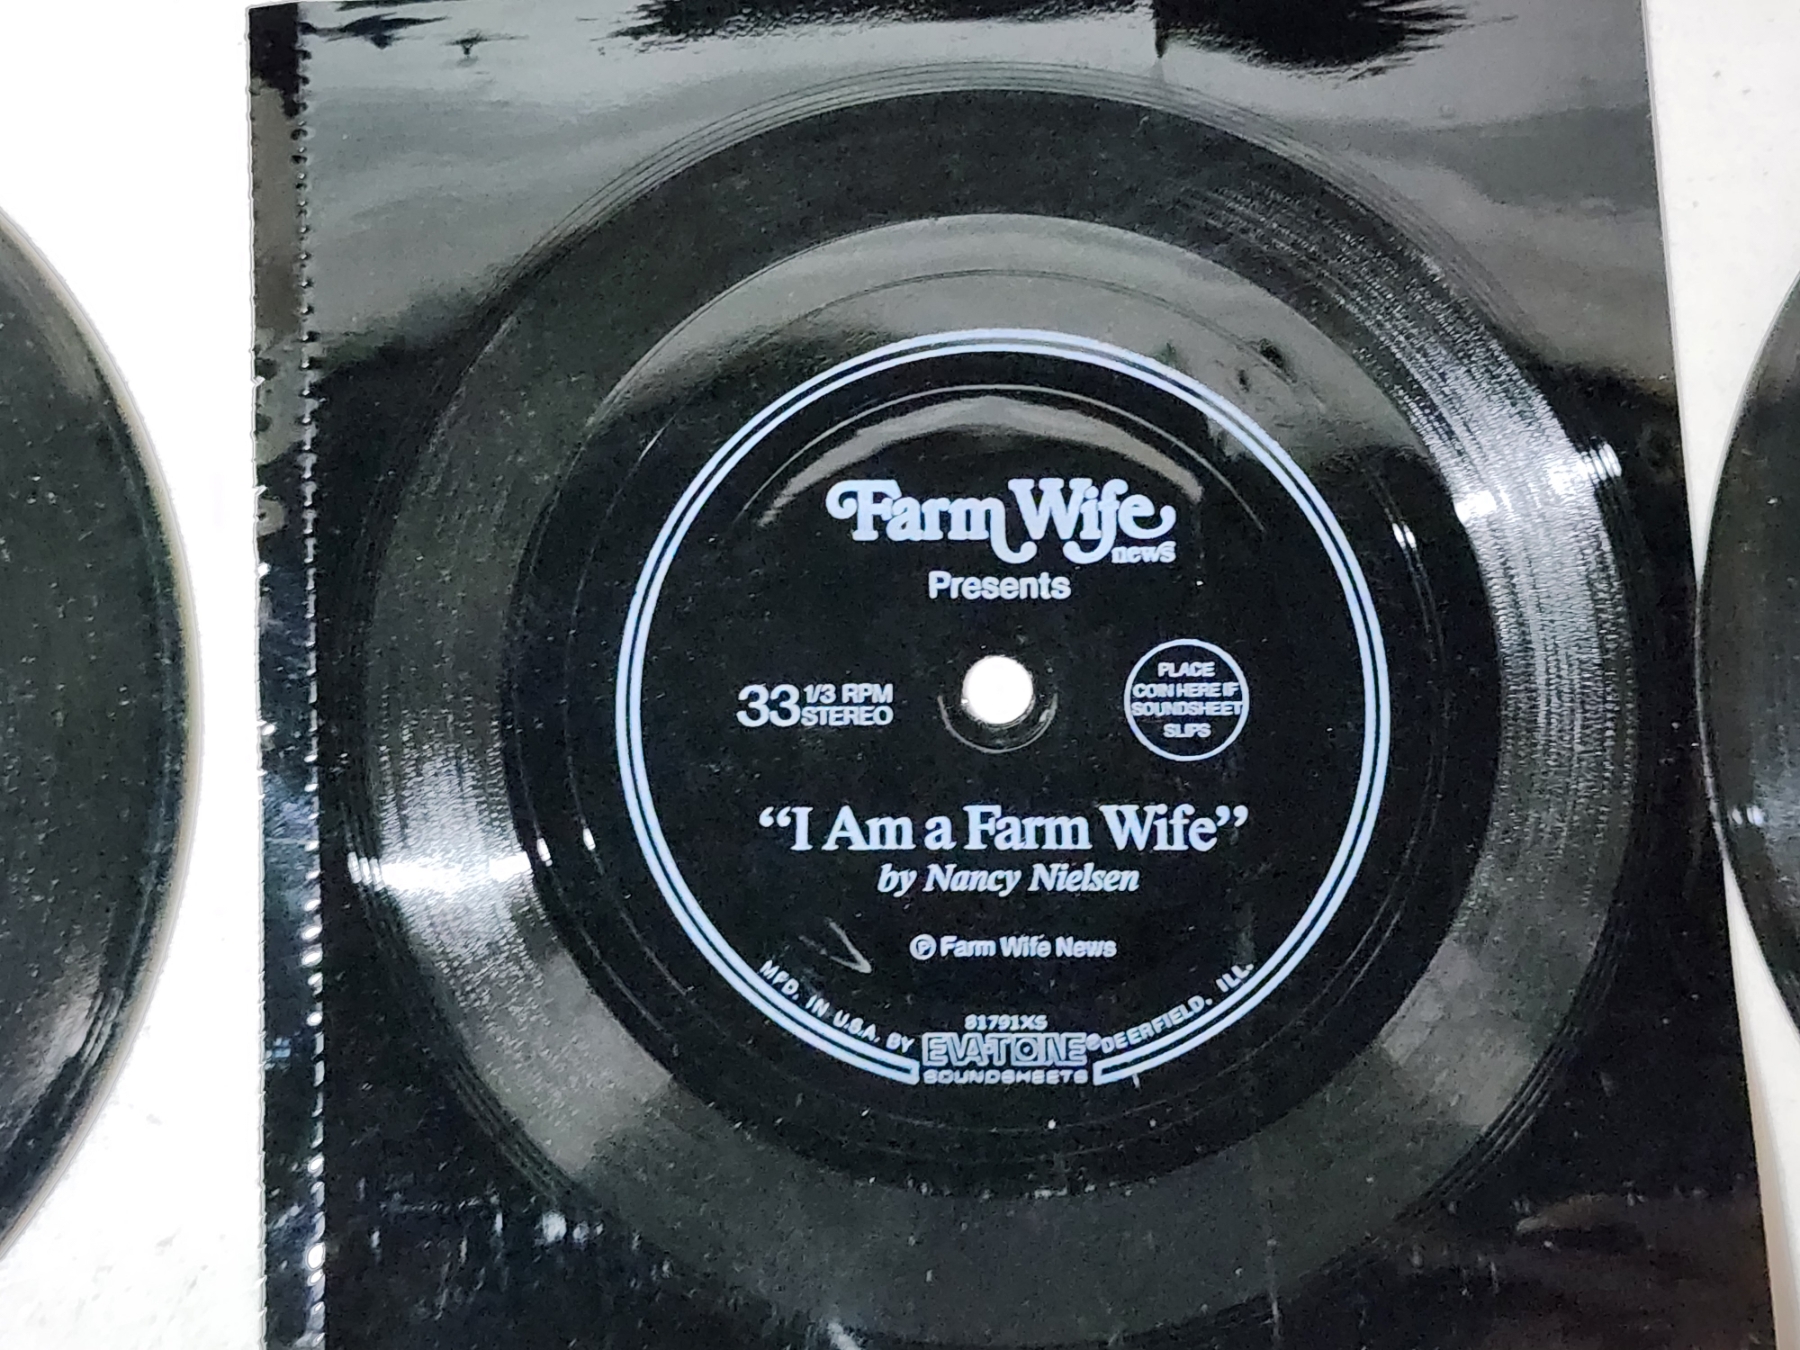 Farm Wife
news
Presents
33 1/3 RPM
STEREO
PLACE
COIN HERE IF
SOUNDSHEET
SLIPS
“I Am a Farm Wife”
by Nancy Nielsen
℗ Farm Wife News
MFD. IN U.S.A. BY
81791XS
EVA-TONE®
SOUNDSHEETS
DEERFIELD, ILL.